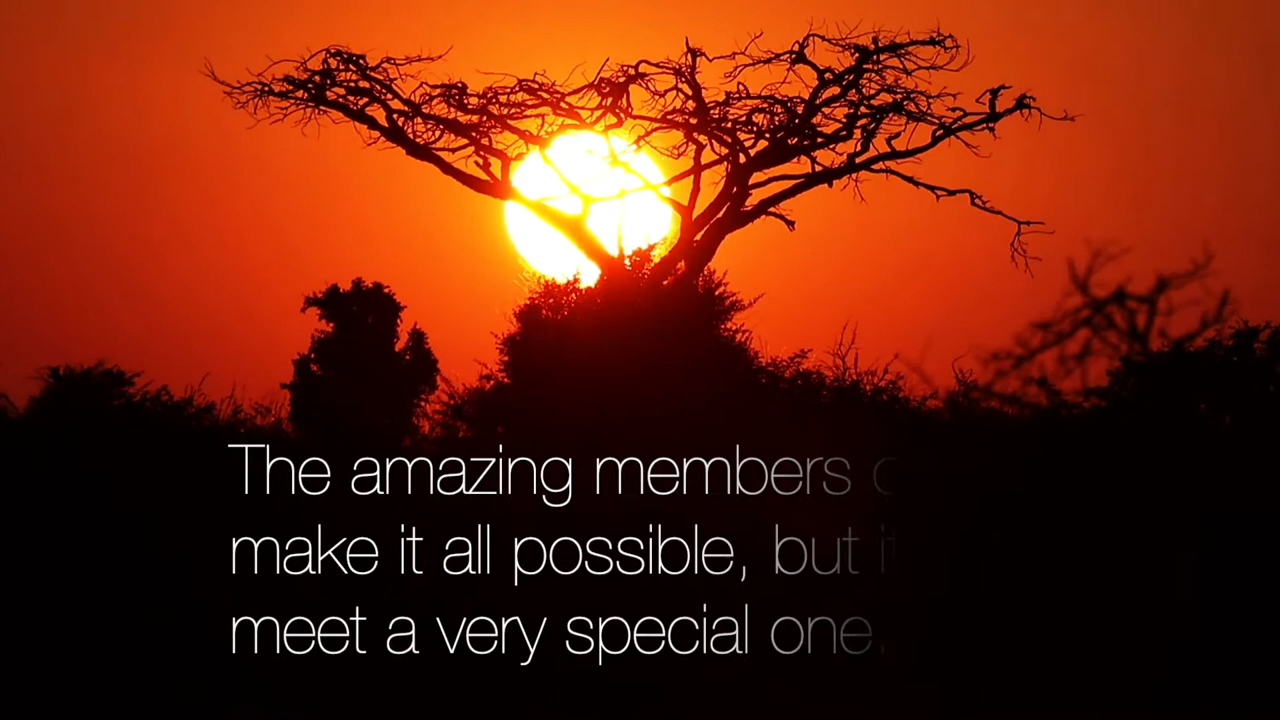 The amazing members
make it all possible, but
meet a very special one.